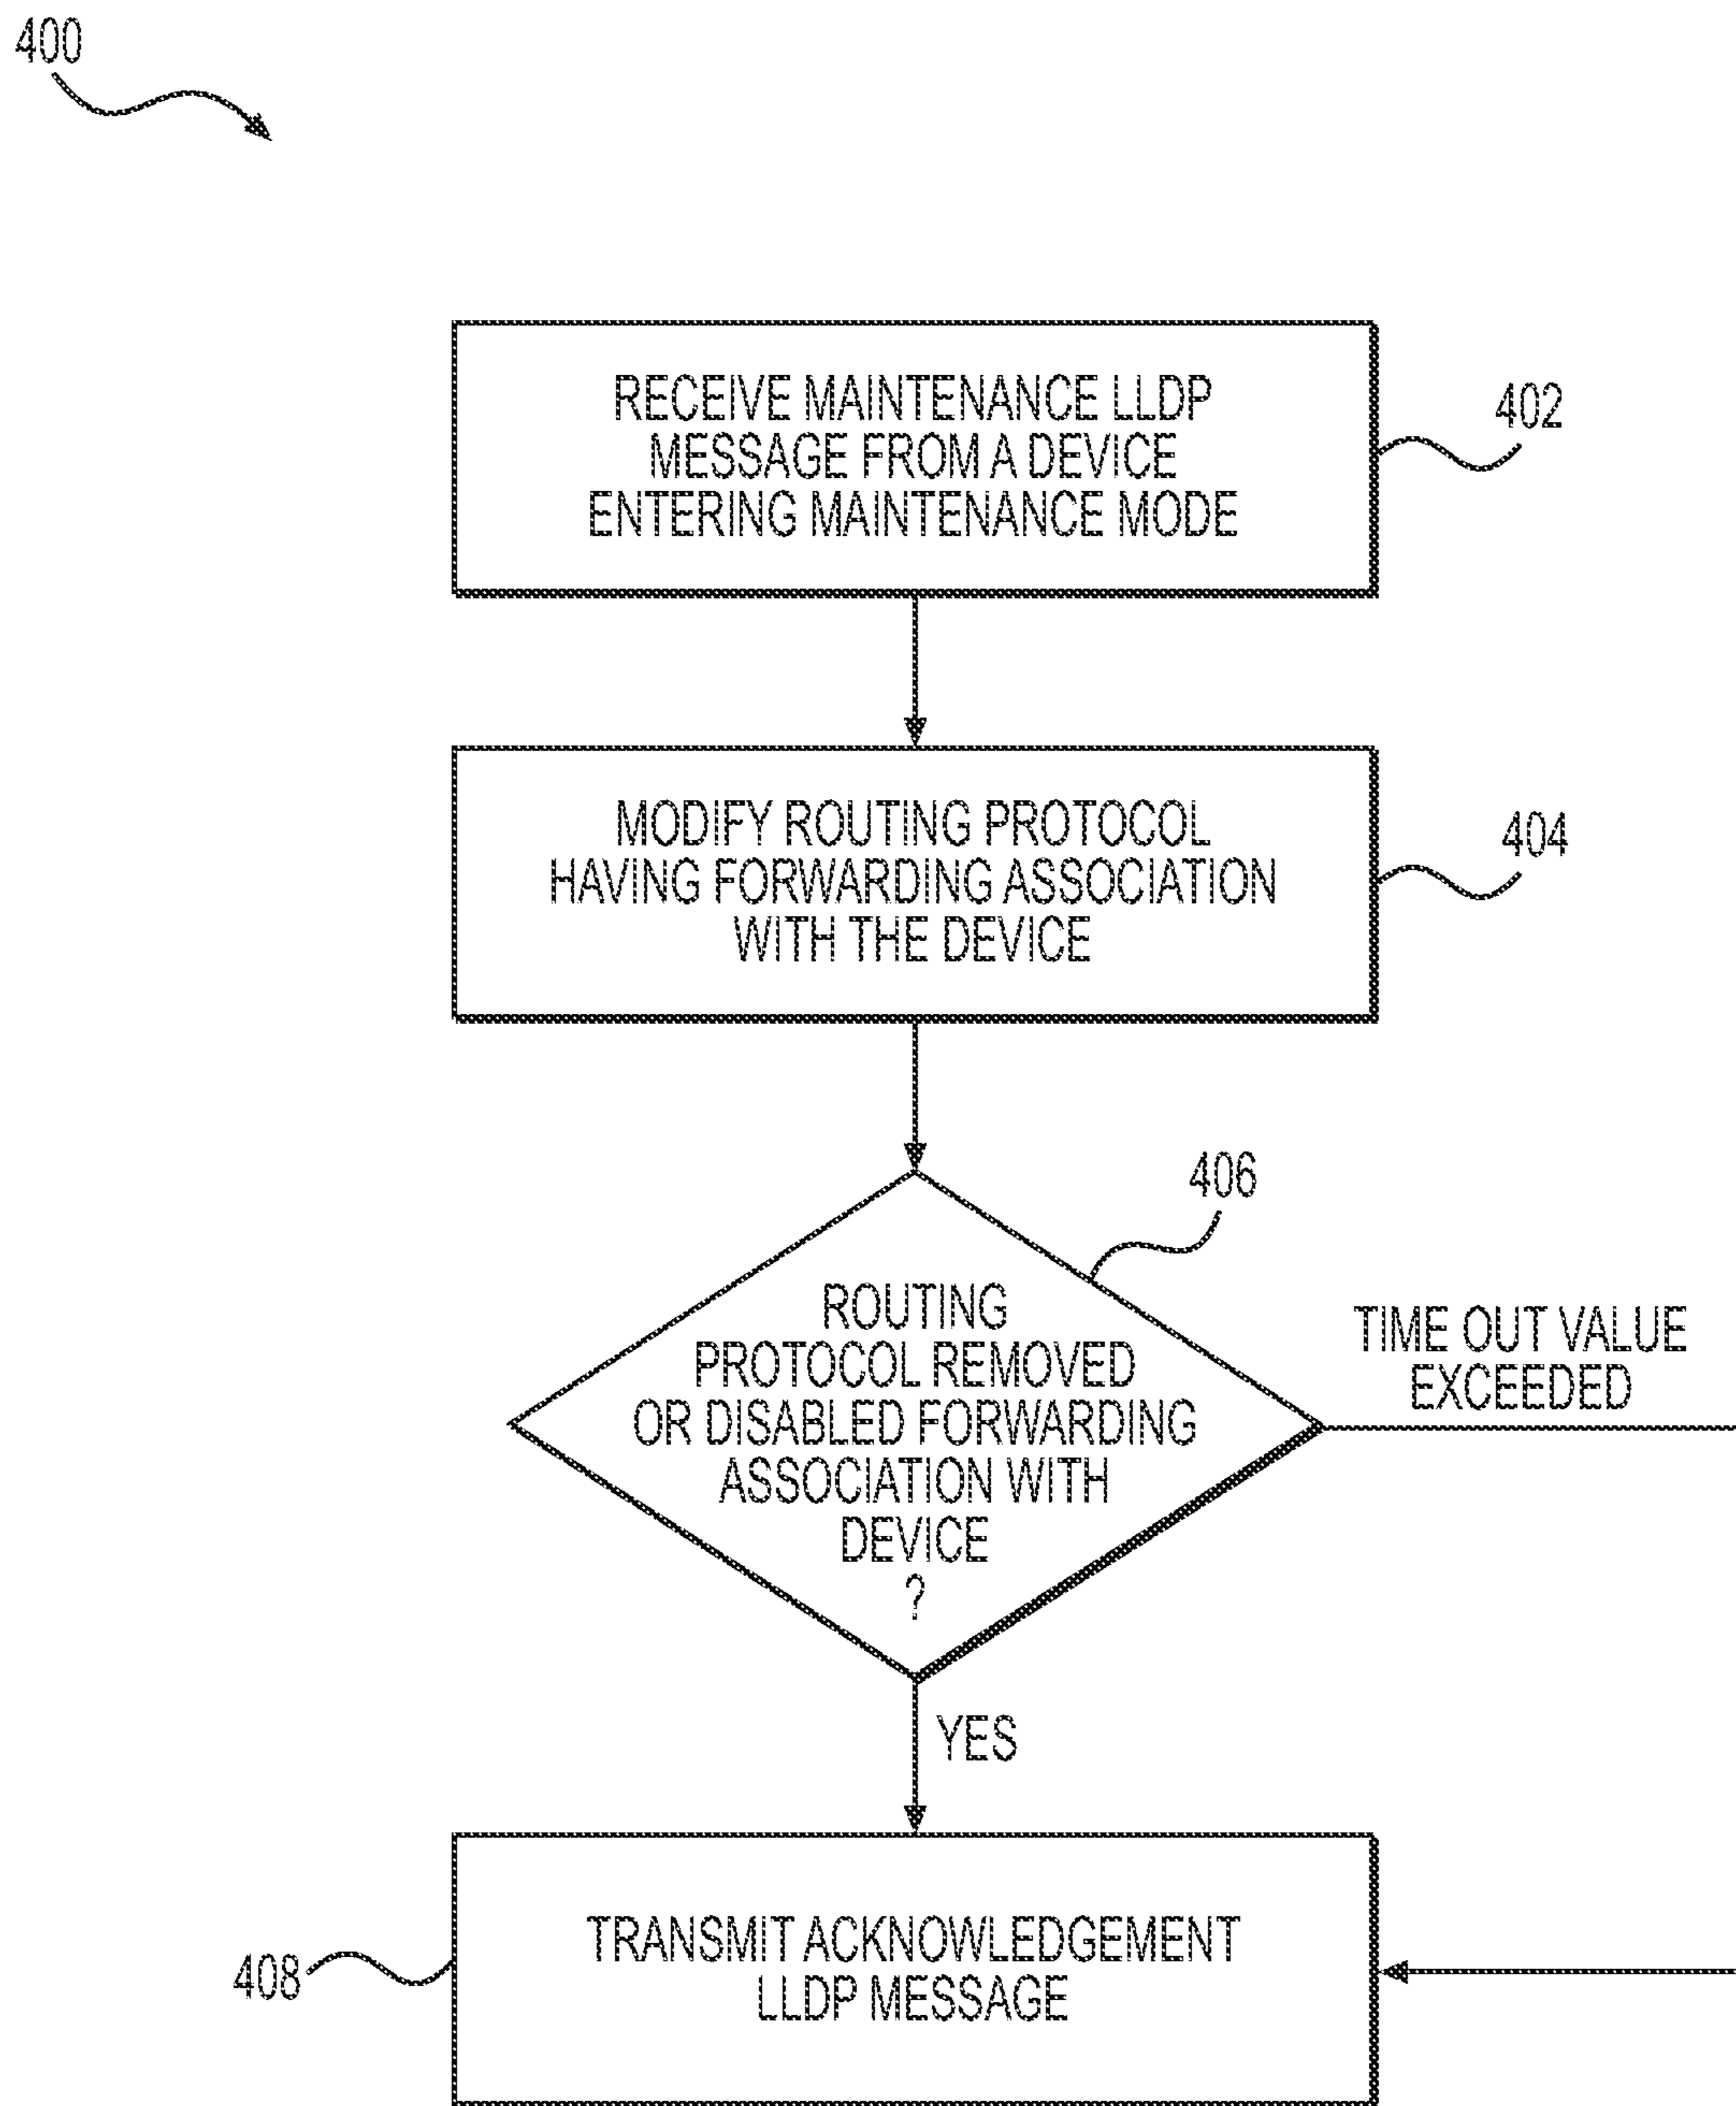 400
RECEIVE MAINTENANCE LLDP
MESSAGE FROM A DEVICE
ENTERING MAINTENANCE MODE
402
MODIFY ROUTING PROTOCOL
HAVING FORWARDING ASSOCIATION
WITH THE DEVICE
404
406
ROUTING
PROTOCOL REMOVED
OR DISABLED FORWARDING
ASSOCIATION WITH
DEVICE
?
TIME OUT VALUE
EXCEEDED
YES
TRANSMIT ACKNOWLEDGEMENT
LLDP MESSAGE
408